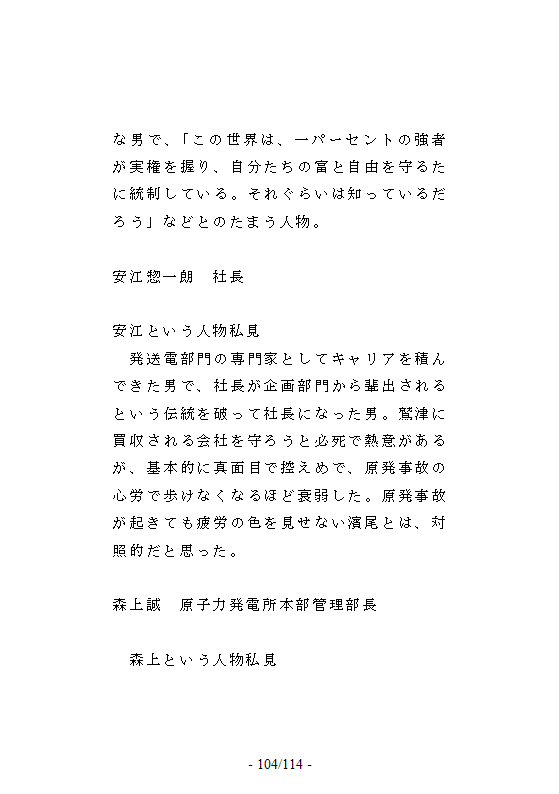 な男で、「この世界は、一パーセントの強者
が実権を握り、自分たちの富と自由を守るた
に統制している。それぐらいは知っているだ
ろう」などとのたまう人物。
安江惣一朗　社長
安江という人物私見
　発送電部門の専門家としてキャリアを積ん
できた男で、社長が企画部門から輩出される
という伝統を破って社長になった男。鷲津に
買収される会社を守ろうと必死で熱意がある
が、基本的に真面目で控えめで、原発事故の
心労で歩けなくなるほど衰弱した。原発事故
が起きても疲労の色を見せない濱尾とは、対
照的だと思った。
森上誠　原子力発電所本部管理部長
　森上という人物私見
- 104/114 -